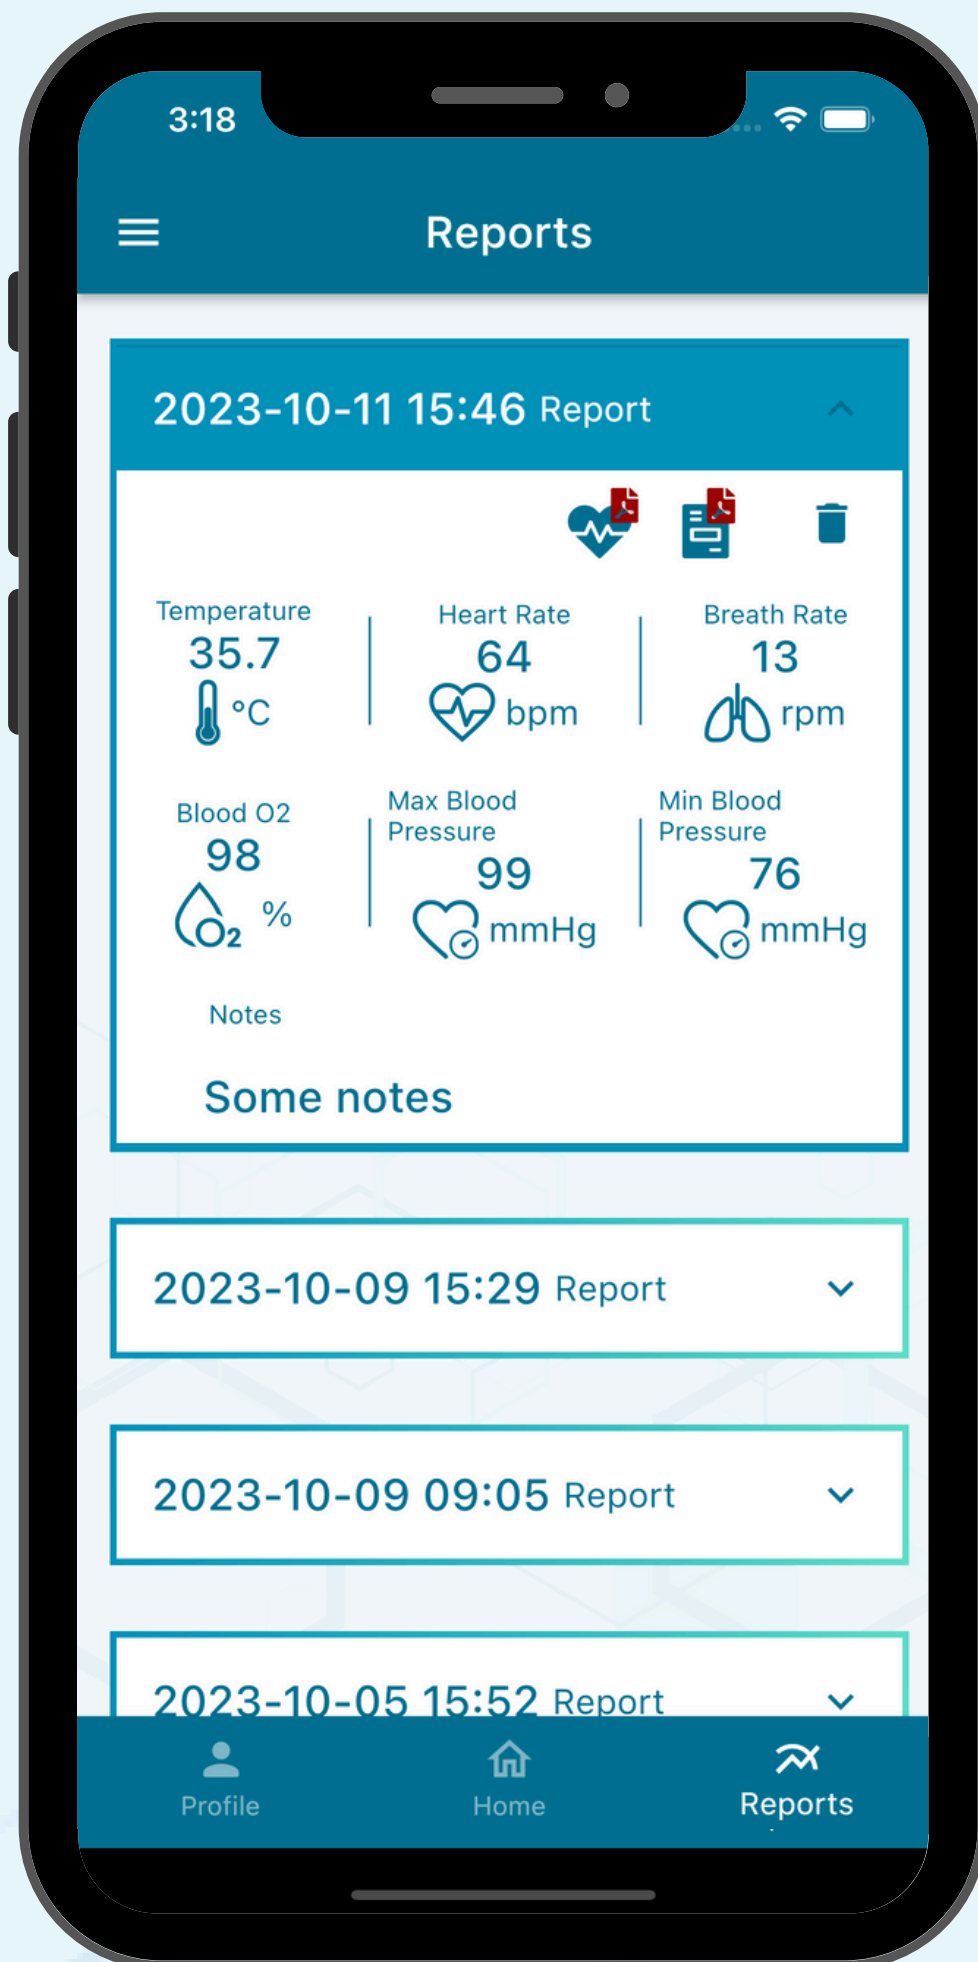 3:18
Reports
2023-10-11 15:46 Report
Temperature
35.7
°C
Heart Rate
64
bpm
Breath Rate
13
rpm
Blood O2
98
O2 %
Max Blood
Pressure
99
mmHg
Min Blood
Pressure
76
mmHg
Notes
Some notes
2023-10-09 15:29 Report
2023-10-09 09:05 Report
2023-10-05 15:52 Report
Profile
Home
Reports